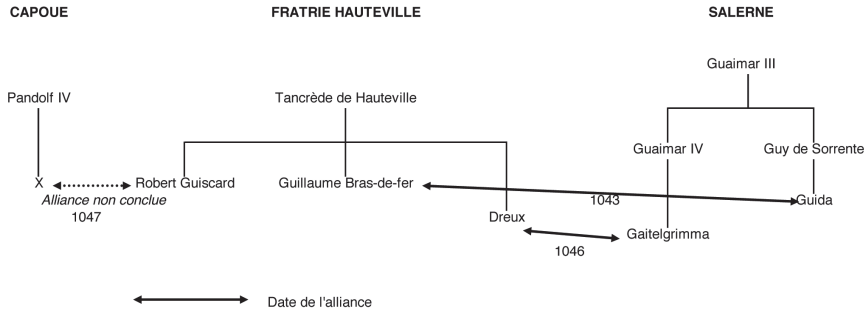 CAPOUE FRATRIE HAUTEVILLE SALERNE
Guaimar III
Pandolf IV Tancrède de Hauteville
Guaimar IV Guy de Sorrente
X Robert Guiscard Guillaume Bras-de-fer
Alliance non conclue 1043 Guida
1047 Dreux
Gaitelgrimma
1046
Date de l'alliance